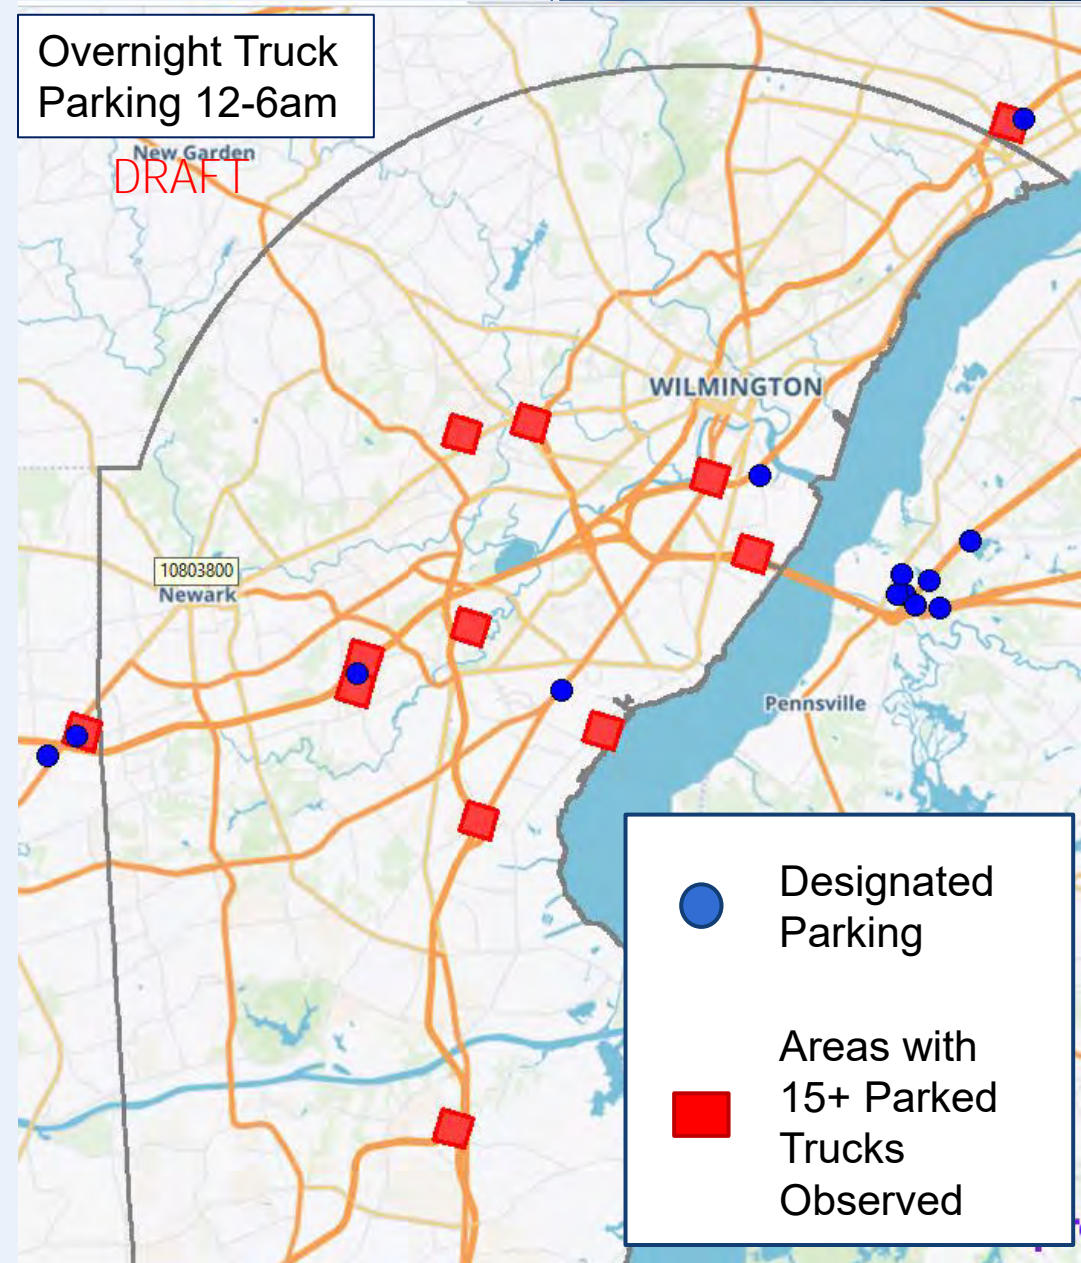 Overnight Truck
Parking 12-6am
New Garden
DRAFT
WILMINGTON
10803800
Newark
Pennsville
Designated
Parking
Areas with
15+ Parked
Trucks
Observed